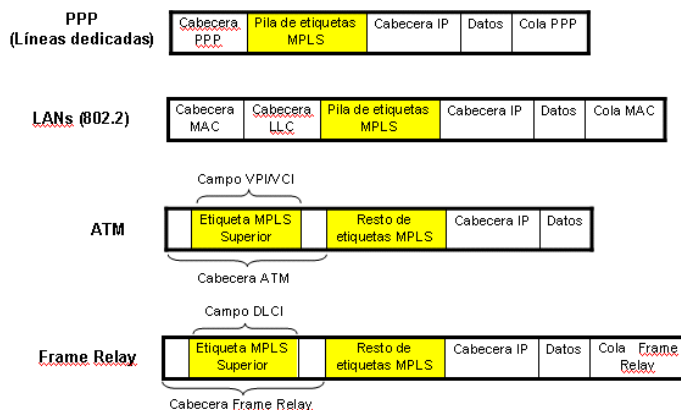 PPP
(Líneas dedicadas)
Cabecera
PPP
Pila de etiquetas
MPLS
Cabecera IP
Datos
Cola PPP
LANs (802.2)
Cabecera
MAC
Cabecera
LLC
Pila de etiquetas
MPLS
Cabecera IP
Datos
Cola MAC
Campo VPI/VCI
ATM
Etiqueta MPLS
Superior
Resto de
etiquetas MPLS
Cabecera IP
Datos
Cabecera ATM
Campo DLCI
Frame Relay
Etiqueta MPLS
Superior
Resto de
etiquetas MPLS
Cabecera IP
Datos
Cola Frame
Relay
Cabecera Frame Relay